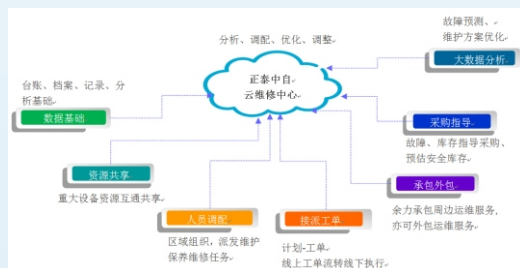 分析、调配、优化、调整
故障预测、
维护方案优化
大数据分析
正泰中自
云维修中心
台账、档案、记录、分
析基础
数据基础
采购指导
故障、库存指导采购、
预估安全库存
资源共享
重大设备资源互通共享
承包外包
余力承包周边运维服务,
亦可外包运维服务
人员调配
区域组织，派发维护
保养维修任务
接派工单
计划-工单
线上工单流转线下执行